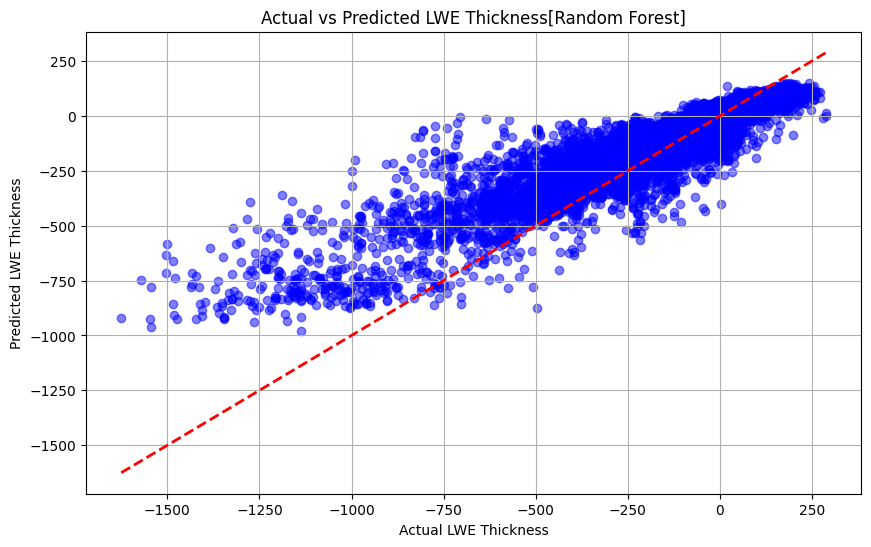 Actual vs Predicted LWE Thickness[Random Forest]
Predicted LWE Thickness
250
0
−250
−500
−750
−1000
−1250
−1500
−1500 −1250 −1000 −750 −500 −250 0 250
Actual LWE Thickness